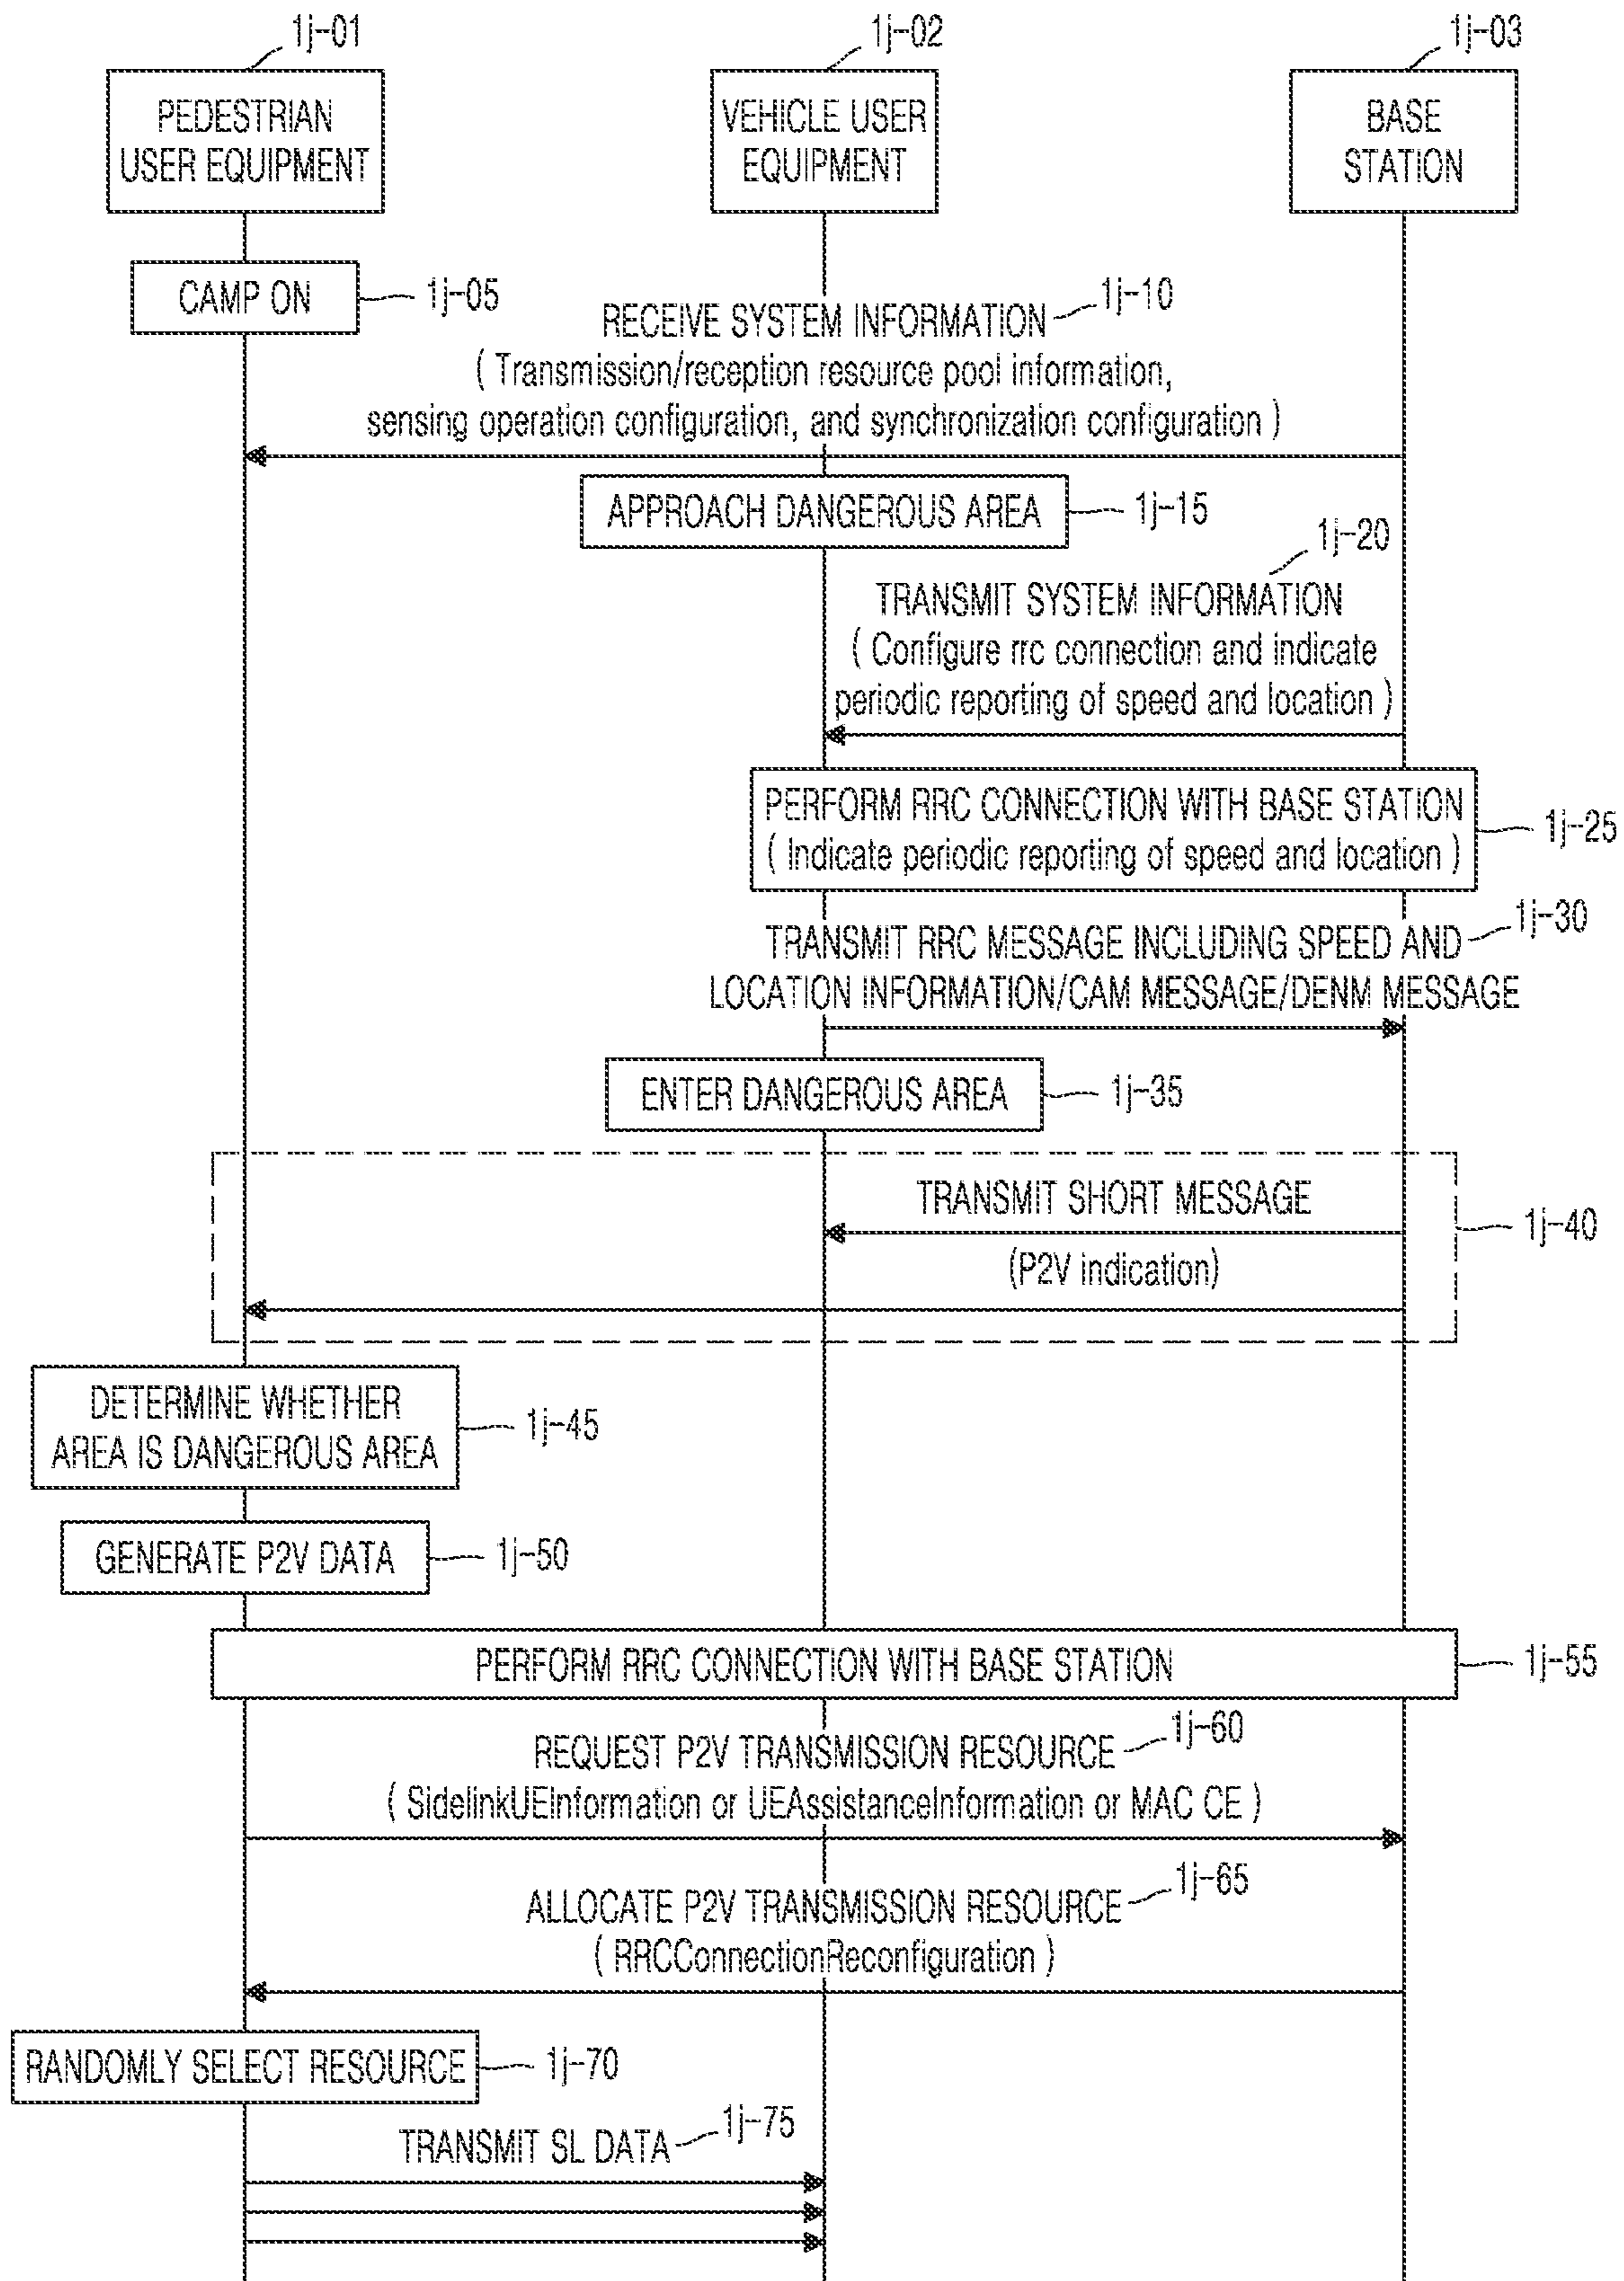 1j-01
1j-02
1j-03
PEDESTRIAN
USER EQUIPMENT
VEHICLE USER
EQUIPMENT
BASE
STATION
CAMP ON
1j-05
1j-10
RECEIVE SYSTEM INFORMATION
( Transmission/reception resource pool information,
sensing operation configuration, and synchronization configuration )
APPROACH DANGEROUS AREA
1j-15
1j-20
TRANSMIT SYSTEM INFORMATION
( Configure rrc connection and indicate
periodic reporting of speed and location )
PERFORM RRC CONNECTION WITH BASE STATION
( Indicate periodic reporting of speed and location )
1j-25
1j-30
TRANSMIT RRC MESSAGE INCLUDING SPEED AND
LOCATION INFORMATION/CAM MESSAGE/DENM MESSAGE
ENTER DANGEROUS AREA
1j-35
TRANSMIT SHORT MESSAGE
(P2V indication)
1j-40
DETERMINE WHETHER
AREA IS DANGEROUS AREA
1j-45
GENERATE P2V DATA
1j-50
PERFORM RRC CONNECTION WITH BASE STATION
1j-55
1j-60
REQUEST P2V TRANSMISSION RESOURCE
( SidelinkUEInformation or UEAssistanceInformation or MAC CE )
1j-65
ALLOCATE P2V TRANSMISSION RESOURCE
( RRCConnectionReconfiguration )
RANDOMLY SELECT RESOURCE
1j-70
1j-75
TRANSMIT SL DATA